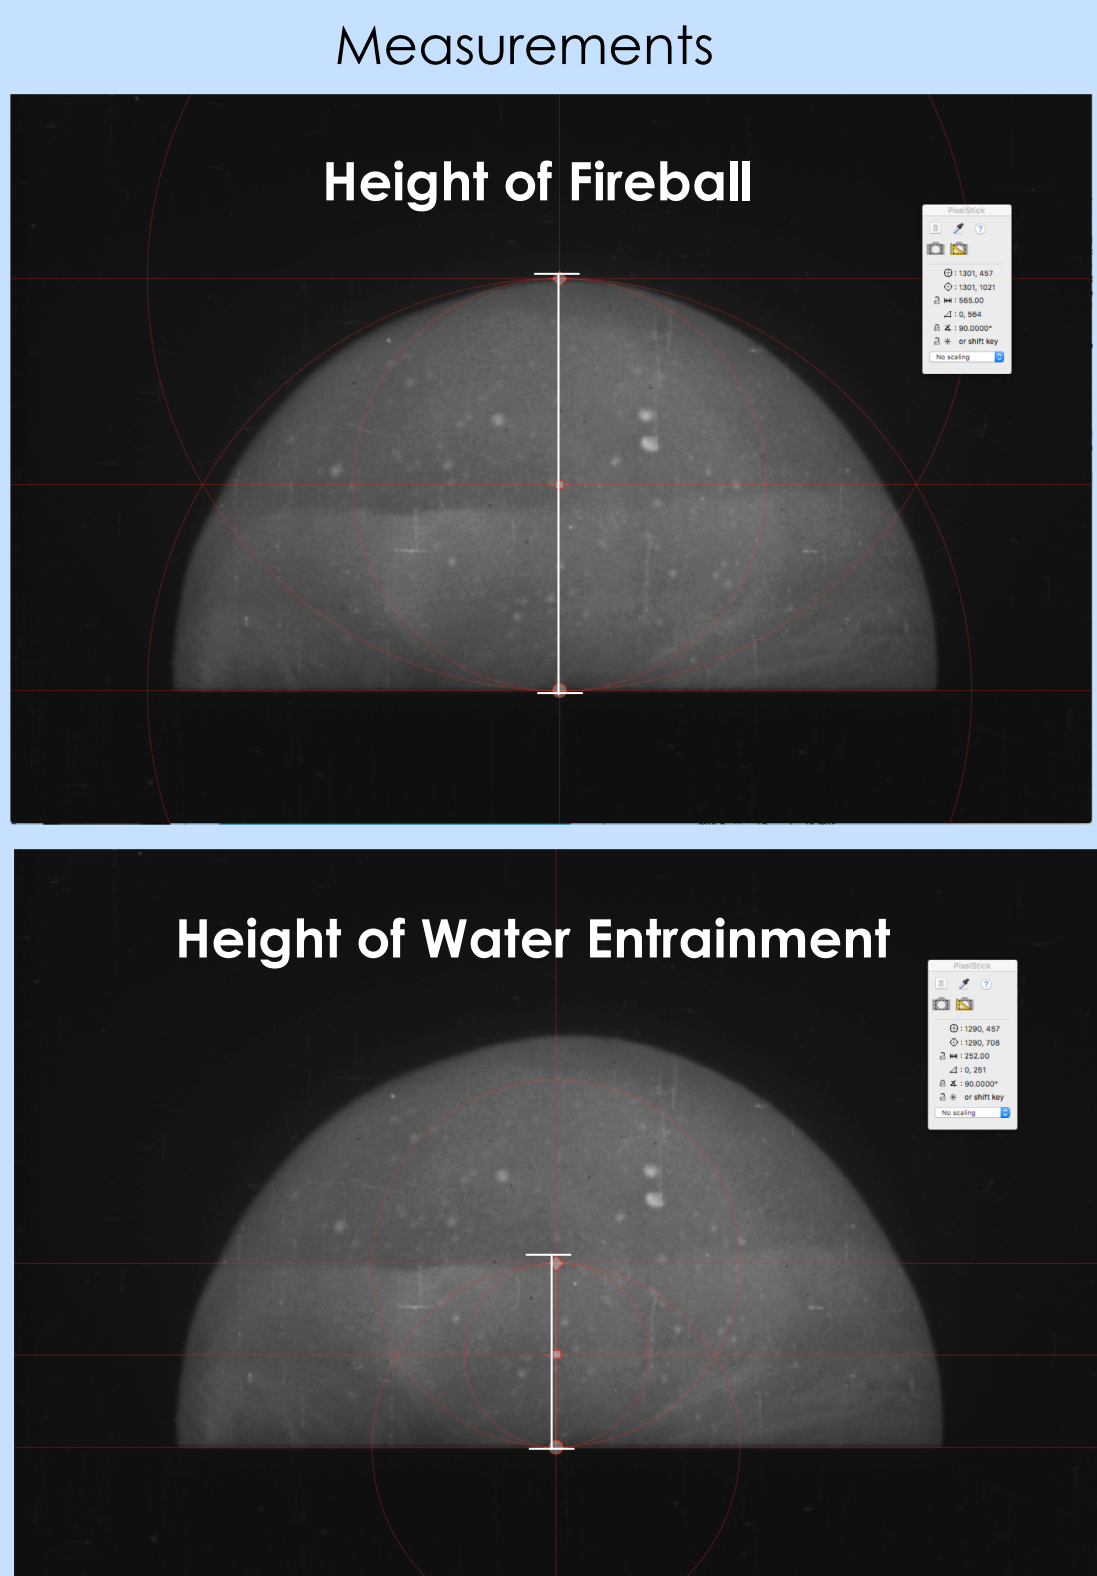 Measurements
Height of Fireball
PixelStick
?
: 1301, 457
: 1301, 1021
: 565.00
: 0, 564
: 90.0000°
or shift key
No scaling
Height of Water Entrainment
PixelStick
?
: 1290, 457
: 1290, 708
: 252.00
: 0, 251
: 90.0000°
or shift key
No scaling